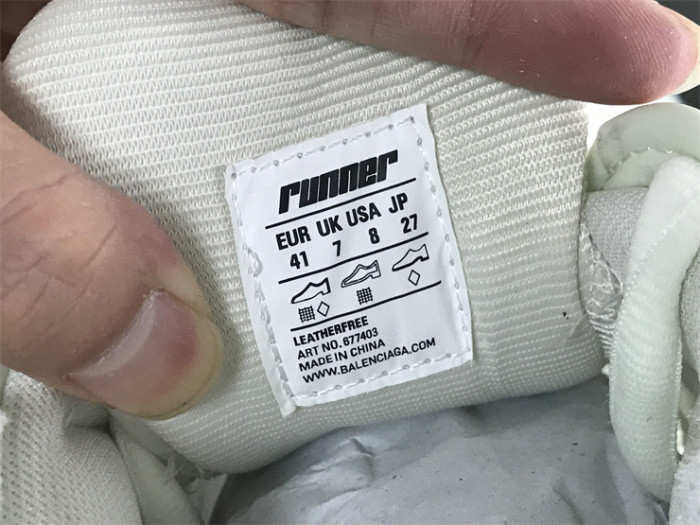 runner
EUR UK USA JP
41 7 8 27
LEATHERFREE
ART NO. 677403
MADE IN CHINA
WWW.BALENCIAGA.COM